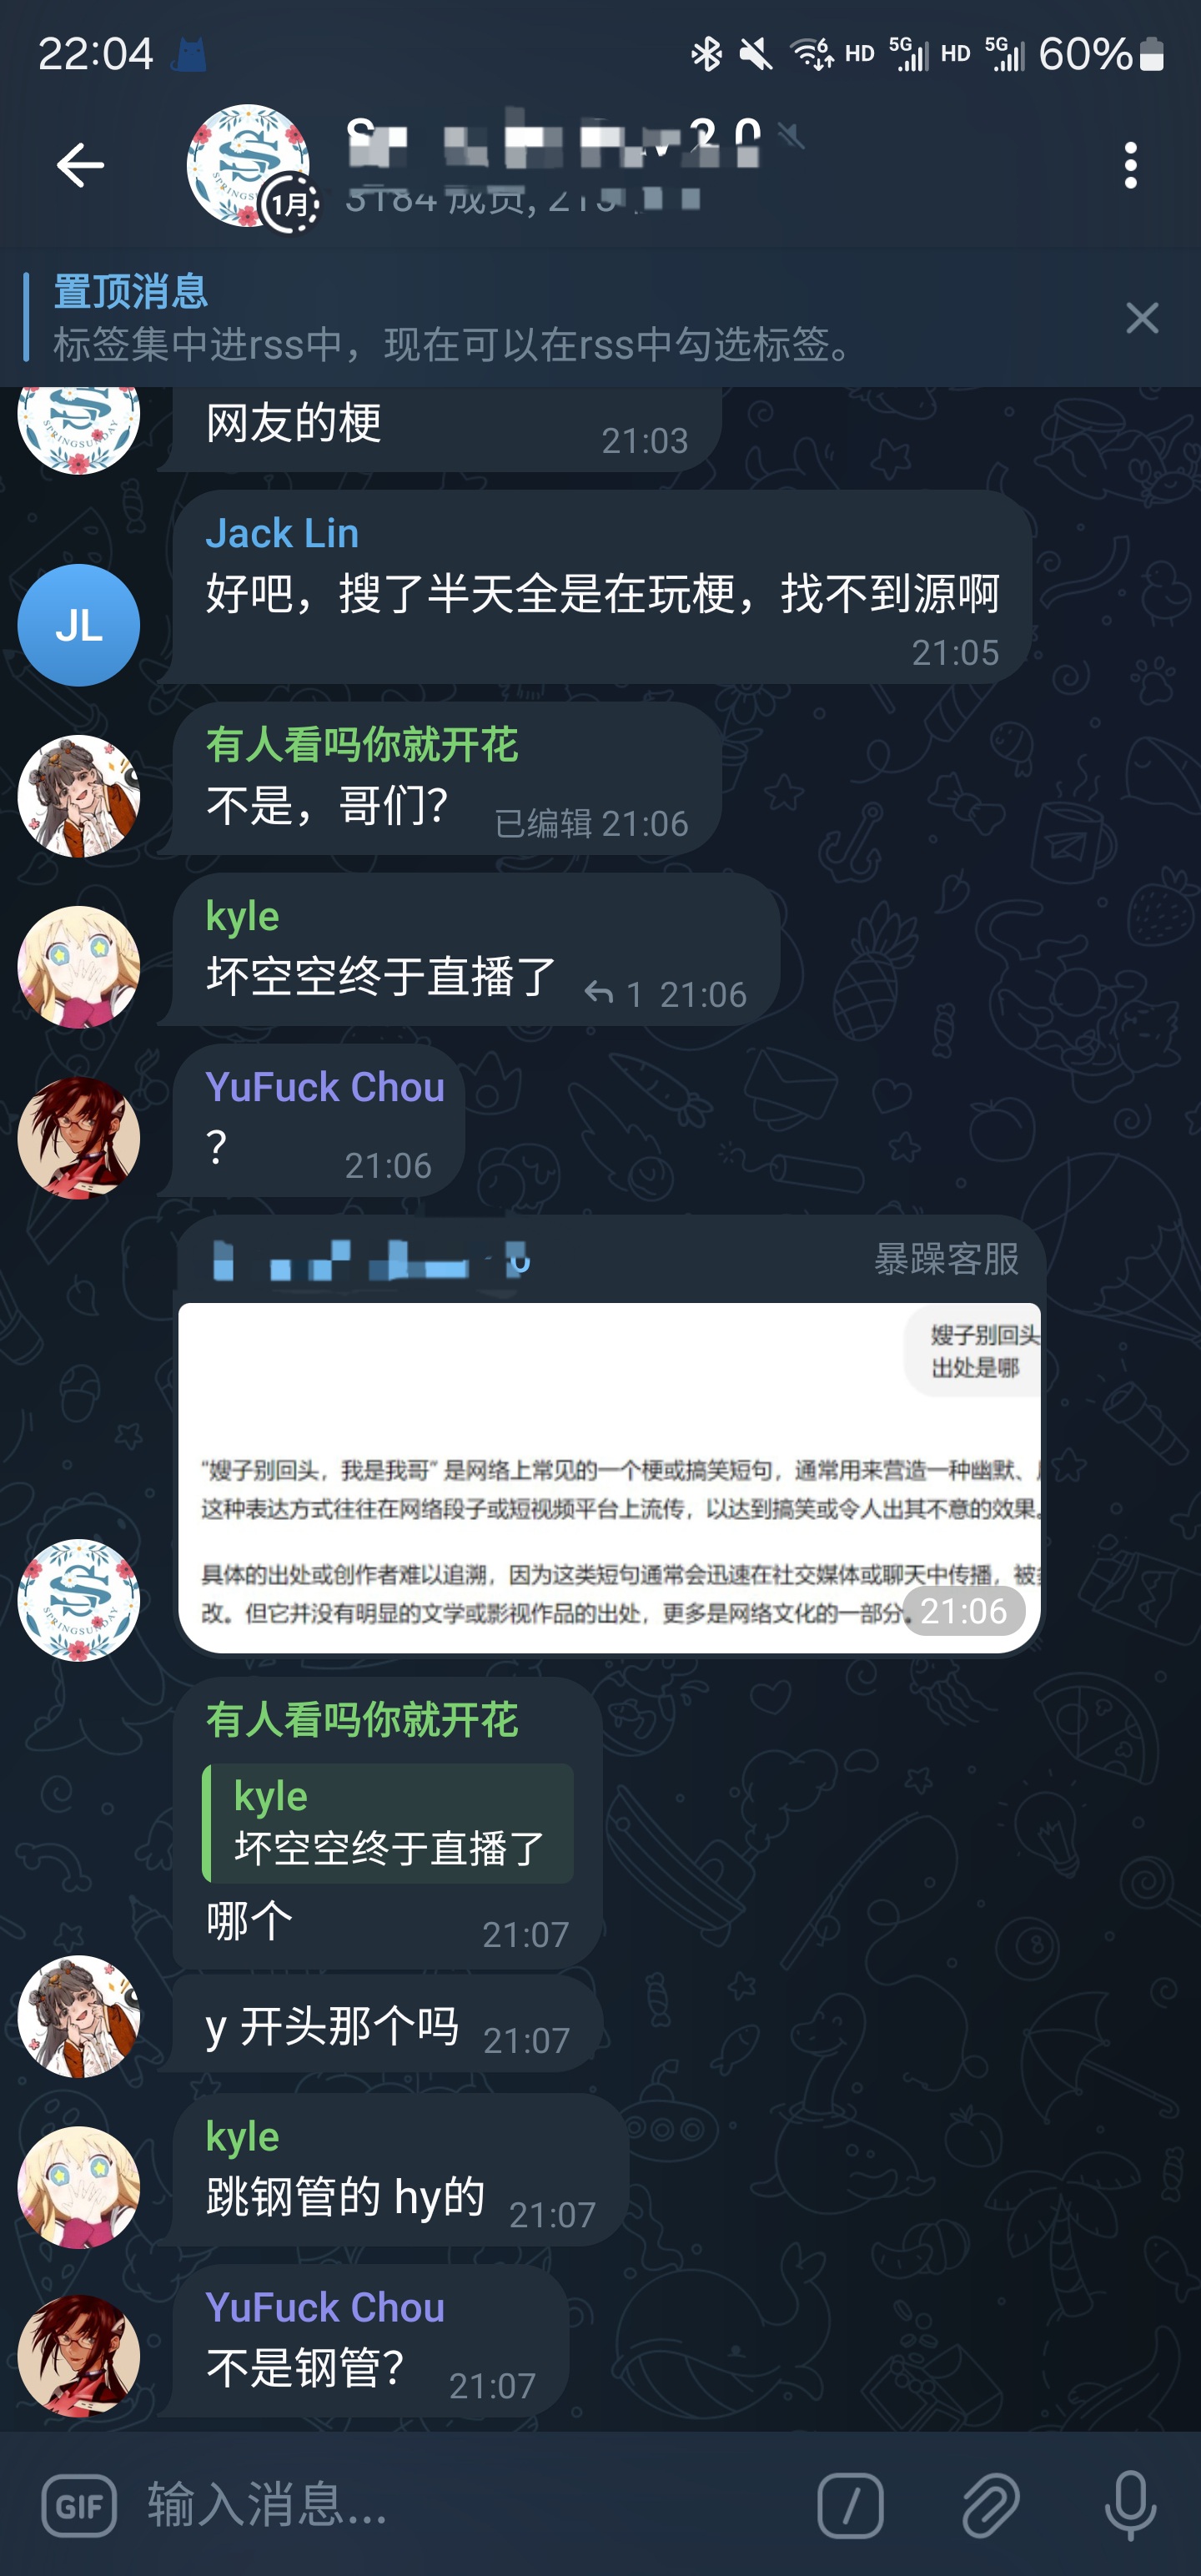 22:04
HD 5G HD 5G 60%
1月
3184 成员, 213
置顶消息
标签集中进rss中，现在可以在rss中勾选标签。
SPRINGSUNDAY
网友的梗
21:03
Jack Lin
JL
好吧，搜了半天全是在玩梗，找不到源啊
21:05
有人看吗你就开花
不是，哥们？
已编辑 21:06
kyle
坏空空终于直播了
1 21:06
YuFuck Chou
？
21:06
暴躁客服
嫂子别回头
出处是哪
“嫂子别回头，我是我哥” 是网络上常见的一个梗或搞笑短句，通常用来营造一种幽默、
这种表达方式往往在网络段子或短视频平台上流传，以达到搞笑或令人出其不意的效果。
具体的出处或创作者难以追溯，因为这类短句通常会迅速在社交媒体或聊天中传播，被
改。但它并没有明显的文学或影视作品的出处，更多是网络文化的一部分。
21:06
SPRINGSUNDAY
有人看吗你就开花
kyle
坏空空终于直播了
哪个
21:07
y 开头那个吗
21:07
kyle
跳钢管的 hy的
21:07
YuFuck Chou
不是钢管？
21:07
GIF
输入消息...